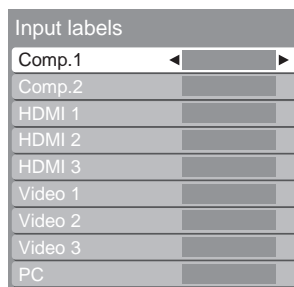 Input labels
Comp.1
Comp.2
HDMI 1
HDMI 2
HDMI 3
Video 1
Video 2
Video 3
PC